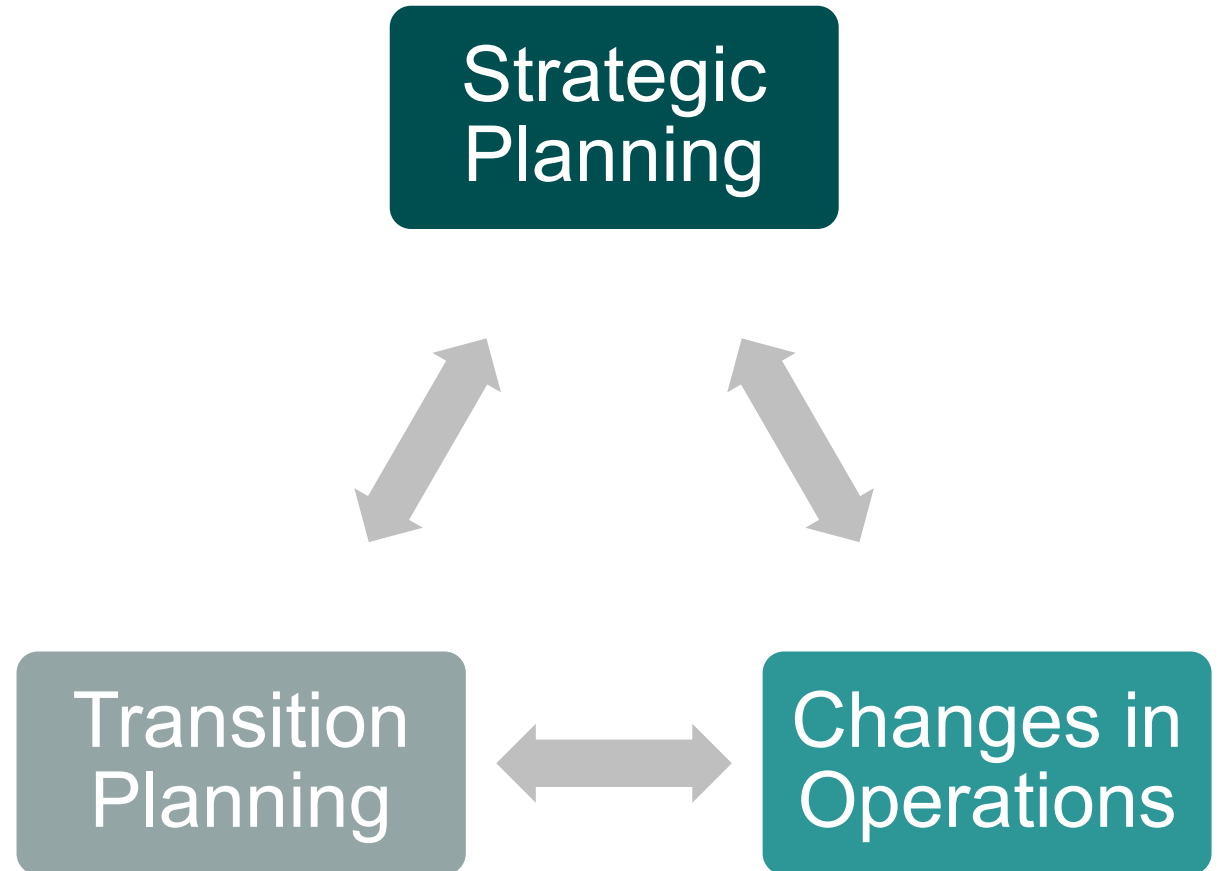 Strategic
Planning
Transition
Planning
Changes in
Operations